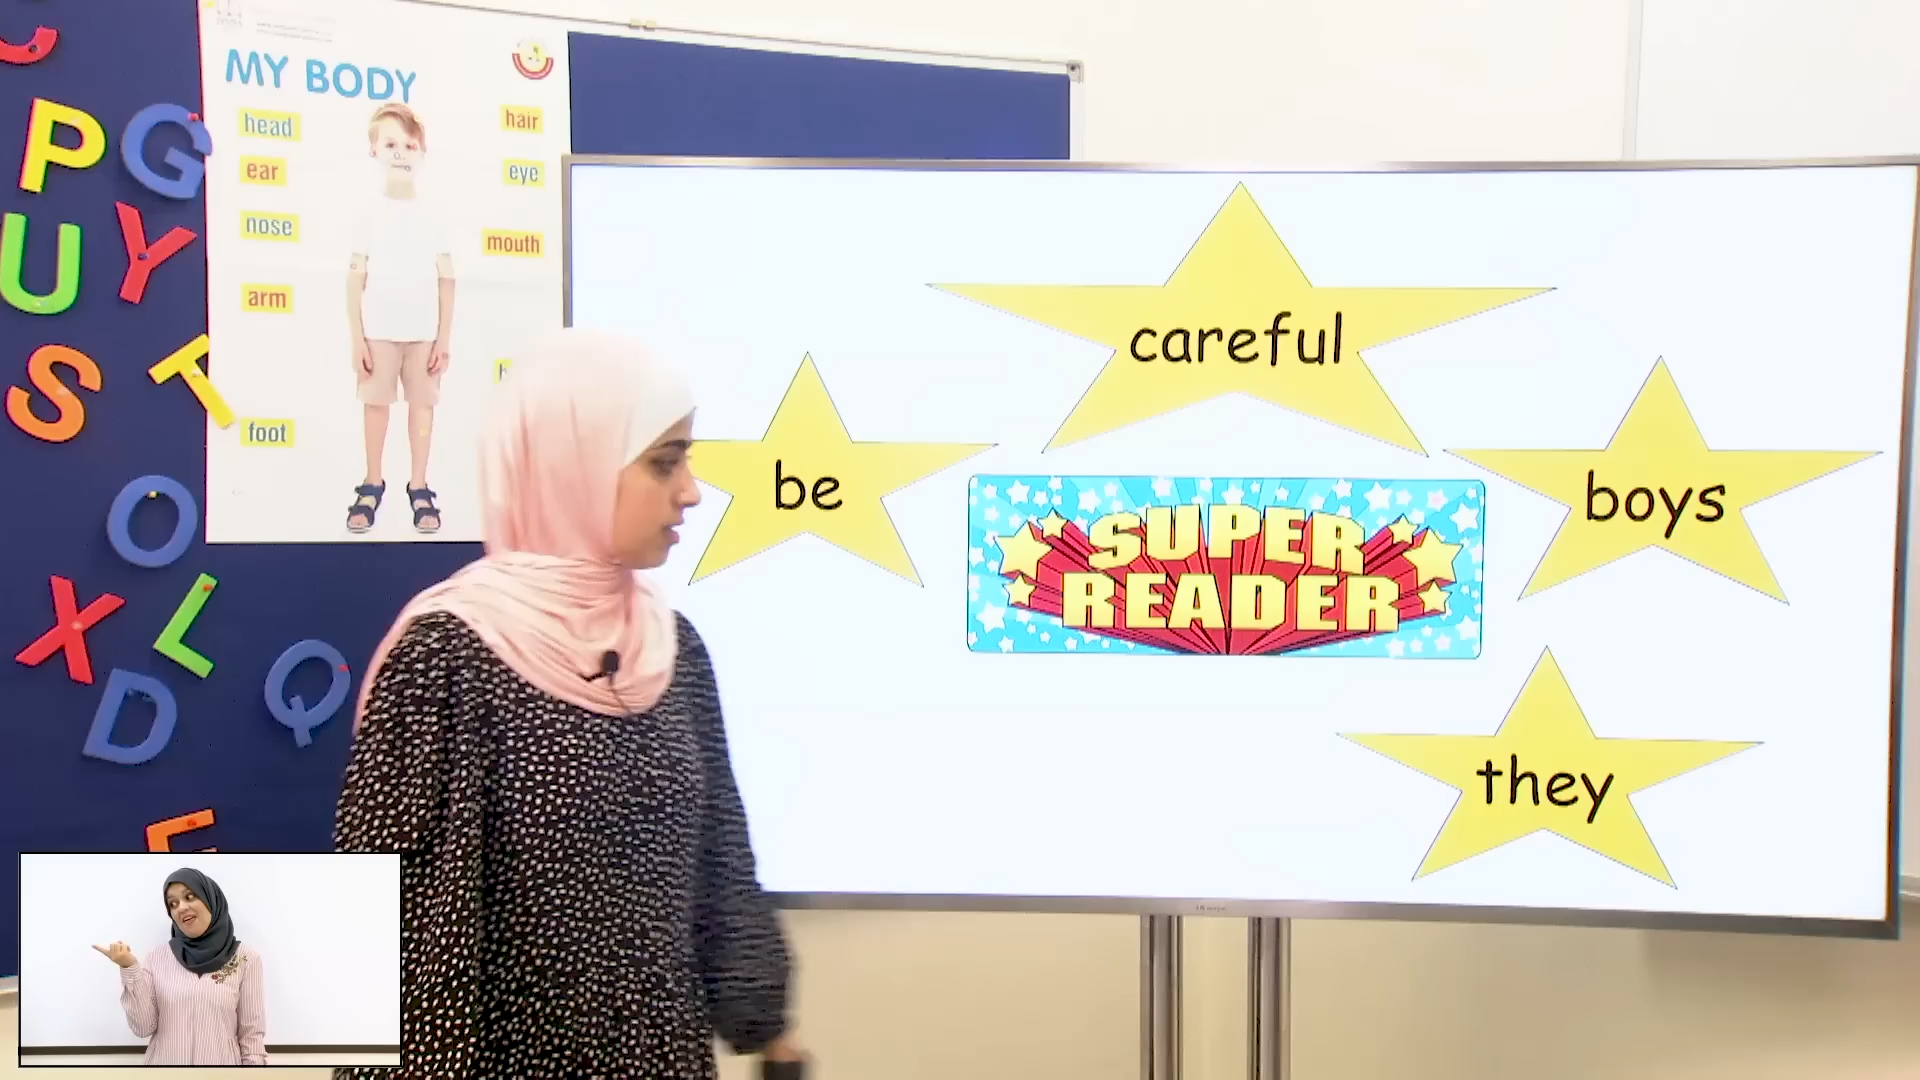 MY BODY
head
ear
nose
arm
foot
hair
eye
mouth
h
careful
be
boys
they
SUPER
READER
P
G
U
Y
S
T
O
X
L
D
Q